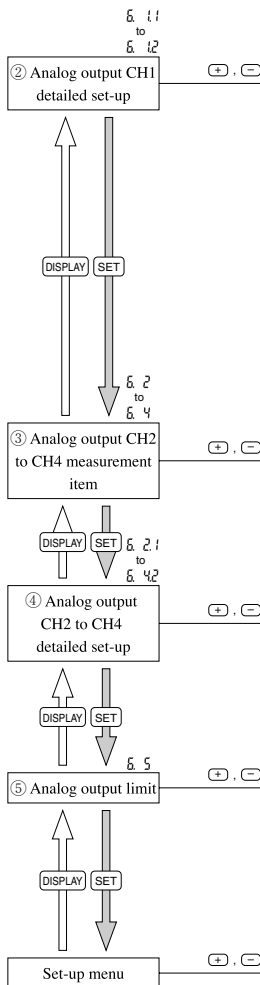 6. 1.1
to
6. 1.2
② Analog output CH1
detailed set-up
+ , −
DISPLAY SET
6. 2
to
6. 4
③ Analog output CH2
to CH4 measurement
item
+ , −
DISPLAY SET
6. 2.1
to
6. 4.2
④ Analog output
CH2 to CH4
detailed set-up
+ , −
DISPLAY SET
6. 5
⑤ Analog output limit
+ , −
DISPLAY SET
Set-up menu
+ , −